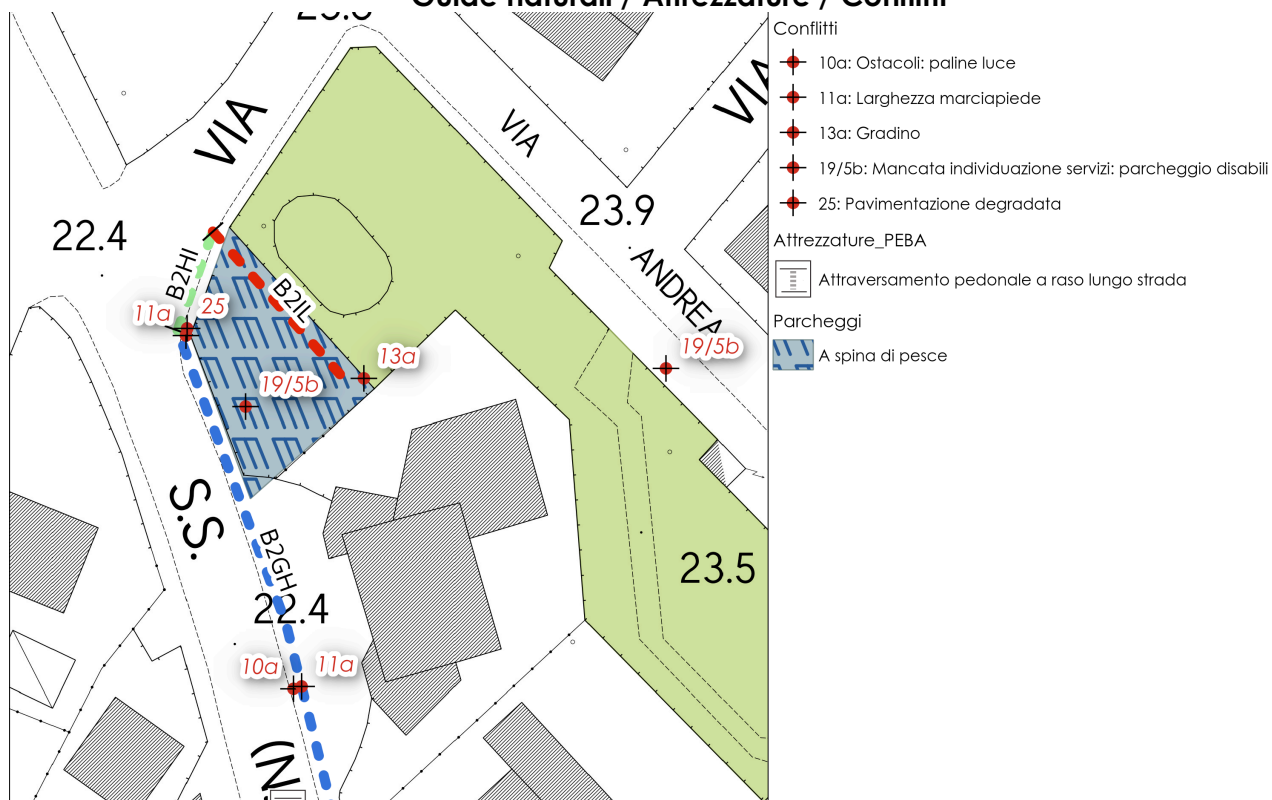 Guide naturali / Attrezzature / Conflitti
VIA
VIA
VIA
23.9
22.4
ANDREA
B2HI
B2IL
11a
25
13a
19/5b
19/5b
S.S.
B2GH
22.4
23.5
10a
11a
(N.
Conflitti
10a: Ostacoli: paline luce
11a: Larghezza marciapiede
13a: Gradino
19/5b: Mancata individuazione servizi: parcheggio disabili
25: Pavimentazione degradata
Attrezzature_PEBA
Attraversamento pedonale a raso lungo strada
Parcheggi
A spina di pesce